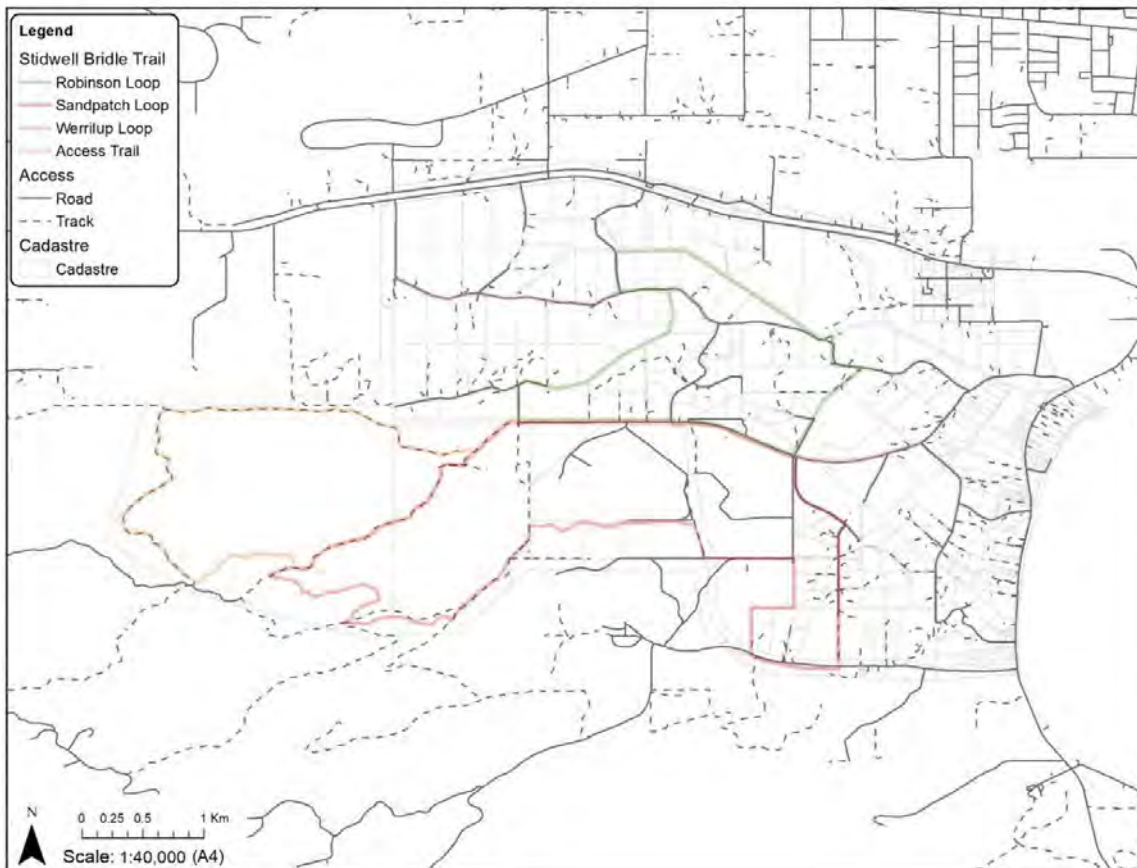 Legend
Stidwell Bridle Trail
Robinson Loop
Sandpatch Loop
Werrilup Loop
Access Trail
Access
Road
Track
Cadastre
Cadastre
N
0 0.25 0.5 1 Km
Scale: 1:40,000 (A4)